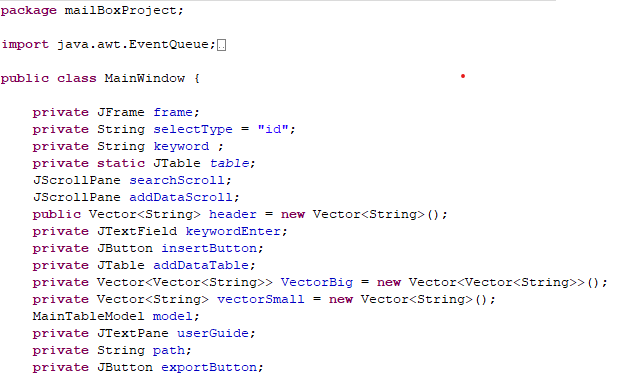 package mailBoxProject;
import java.awt.EventQueue;
public class MainWindow {
private JFrame frame;
private String selectType = "id";
private String keyword ;
private static JTable table;
JScrollPane searchScroll;
JScrollPane addDataScroll;
public Vector<String> header = new Vector<String>();
private JTextField keywordEnter;
private JButton insertButton;
private JTable addDataTable;
private Vector<Vector<String>> VectorBig = new Vector<Vector<String>>();
private Vector<String> vectorSmall = new Vector<String>();
MainTableModel model;
private JTextPane userGuide;
private String path;
private JButton exportButton;